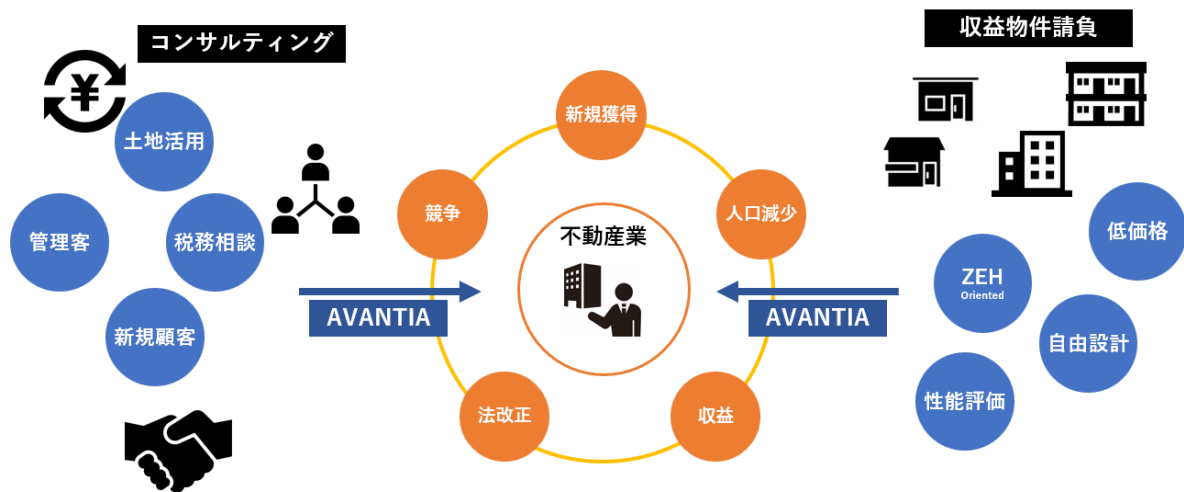 コンサルティング
¥
土地活用
管理客
税務相談
新規顧客
新規獲得
競争
人口減少
不動産業
AVANTIA
AVANTIA
法改正
収益
収益物件請負
低価格
ZEH
Oriented
自由設計
性能評価